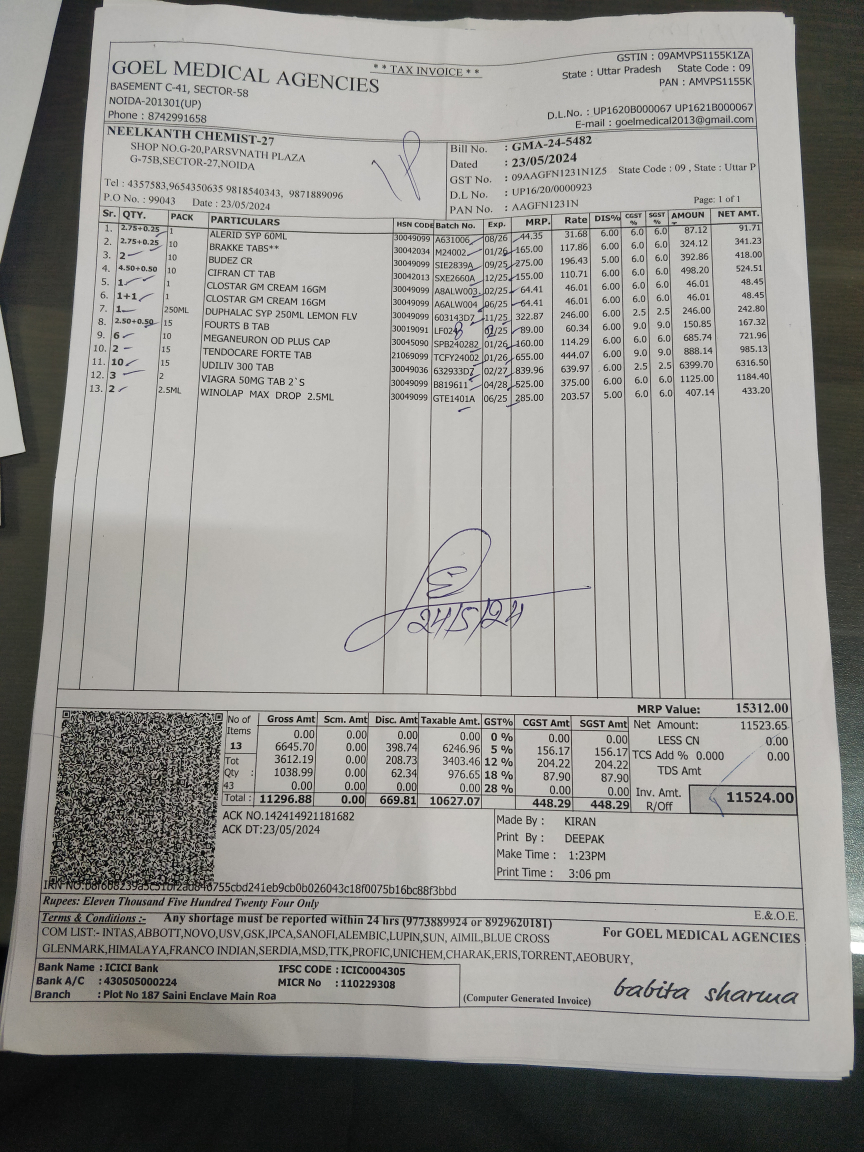 ** TAX INVOICE **
GOEL MEDICAL AGENCIES
BASEMENT C-41, SECTOR-58
NOIDA-201301(UP)
Phone : 8742991658
GSTIN : 09AMVPS1155K1ZA
State : Uttar Pradesh State Code : 09
PAN : AMVPS1155K
D.L.No. : UP1620B000067 UP1621B000067
E-mail : goelmedical2013@gmail.com
NEELKANTH CHEMIST-27
SHOP NO.G-20,PARSVNATH PLAZA
G-75B,SECTOR-27,NOIDA
Tel : 4357583,9654350635 9818540343, 9871889096
P.O No. : 99043 Date : 23/05/2024
Bill No. : GMA-24-5482
Dated : 23/05/2024
GST No. : 09AAGFN1231N1Z5 State Code : 09 , State : Uttar P
D.L No. : UP16/20/0000923
PAN No. : AAGFN1231N
Page: 1 of 1
Sr. QTY. PACK PARTICULARS HSN CODE Batch No. Exp. MRP. Rate DIS% CGST % SGST % AMOUN NET AMT.
1. 2.75+0.25 1 ALERID SYP 60ML 30049099 A631006 08/26 44.35 31.68 6.00 6.0 6.0 87.12 91.71
2. 2.75+0.25 10 BRAKKE TABS** 30042034 M24002 01/26 165.00 117.86 6.00 6.0 6.0 324.12 341.23
3. 2 10 BUDEZ CR 30049099 SIE2839A 09/25 275.00 196.43 5.00 6.0 6.0 392.86 418.00
4. 4.50+0.50 10 CIFRAN CT TAB 30042013 SXE2660A 12/25 155.00 110.71 6.00 6.0 6.0 498.20 524.51
5. 1 1 CLOSTAR GM CREAM 16GM 30049099 A8ALW003 02/25 64.41 46.01 6.00 6.0 6.0 46.01 48.45
6. 1+1 1 CLOSTAR GM CREAM 16GM 30049099 A6ALW004 06/25 64.41 46.01 6.00 6.0 6.0 46.01 48.45
7. 1 250ML DUPHALAC SYP 250ML LEMON FLV 30049099 603143D7 11/25 322.87 246.00 6.00 2.5 2.5 246.00 242.80
8. 2.50+0.50 15 FOURTS B TAB 30019091 89.00 60.34 6.00 9.0 9.0 150.85 167.32
9. 6 10 MEGANEURON OD PLUS CAP 30045090 SPB240282 01/26 160.00 114.29 6.00 6.0 6.0 685.74 721.96
10. 2 15 TENDOCARE FORTE TAB 21069099 TCFY24002 01/26 655.00 444.07 6.00 9.0 9.0 888.14 985.13
11. 10 15 UDILIV 300 TAB 30049036 632933D7 02/27 839.96 639.97 6.00 2.5 2.5 6399.70 6316.50
12. 3 2 VIAGRA 50MG TAB 2`S 30049099 B819611 04/28 525.00 375.00 6.00 6.0 6.0 1125.00 1184.40
13. 2 2.5ML WINOLAP MAX DROP 2.5ML 30049099 GTE1401A 06/25 285.00 203.57 5.00 6.0 6.0 407.14 433.20
24/5/24
MRP Value: 15312.00
No of Items 13 Tot Qty : 43
Gross Amt Scm. Amt Disc. Amt Taxable Amt. GST% CGST Amt SGST Amt
0.00 0.00 0.00 0.00 0 % 0.00 0.00
6645.70 0.00 398.74 6246.96 5 % 156.17 156.17
3612.19 0.00 208.73 3403.46 12 % 204.22 204.22
1038.99 0.00 62.34 976.65 18 % 87.90 87.90
0.00 0.00 0.00 0.00 28 % 0.00 0.00
Total : 11296.88 0.00 669.81 10627.07 448.29 448.29
Net Amount: 11523.65
LESS CN 0.00
TCS Add % 0.000 0.00
TDS Amt
Inv. Amt. R/Off 11524.00
ACK NO.142414921181682
ACK DT:23/05/2024
Made By : KIRAN
Print By : DEEPAK
Make Time : 1:23PM
Print Time : 3:06 pm
Rupees: Eleven Thousand Five Hundred Twenty Four Only
E.&O.E.
Terms & Conditions :- Any shortage must be reported within 24 hrs (9773889924 or 8929620181)
COM LIST:- INTAS,ABBOTT,NOVO,USV,GSK,IPCA,SANOFI,ALEMBIC,LUPIN,SUN, AIMIL,BLUE CROSS
GLENMARK,HIMALAYA,FRANCO INDIAN,SERDIA,MSD,TTK,PROFIC,UNICHEM,CHARAK,ERIS,TORRENT,AEOBURY,
For GOEL MEDICAL AGENCIES
Bank Name : ICICI Bank IFSC CODE : ICIC0004305
Bank A/C : 430505000224 MICR No : 110229308
Branch : Plot No 187 Saini Enclave Main Roa
(Computer Generated Invoice)
babita sharma